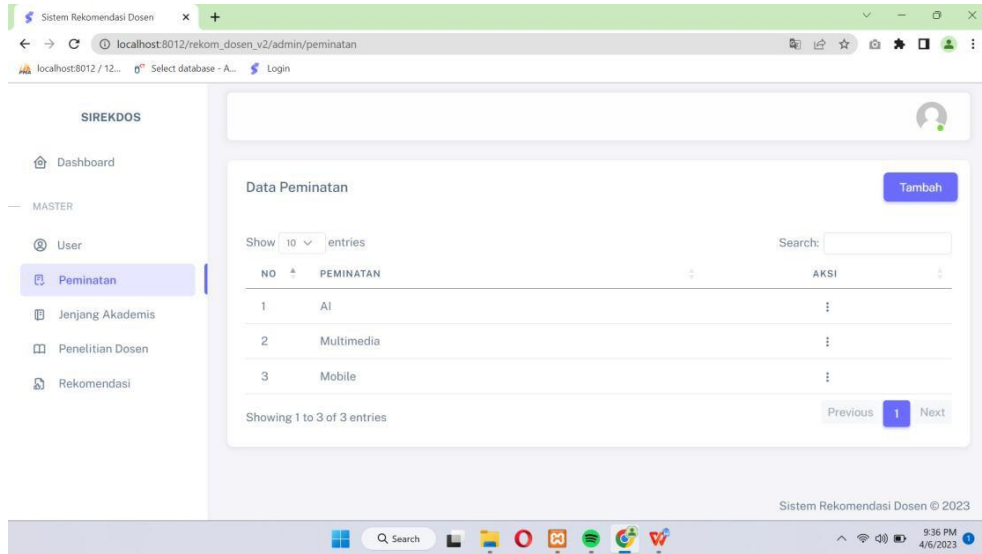 Sistem Rekomendasi Dosen
localhost:8012/rekom_dosen_v2/admin/peminatan
localhost:8012 / 12... Select database - A... Login
SIREKDOS
Dashboard
MASTER
User
Peminatan
Jenjang Akademis
Penelitian Dosen
Rekomendasi
Data Peminatan Tambah
Show 10 entries Search:
NO PEMINATAN AKSI
1 AI
2 Multimedia
3 Mobile
Showing 1 to 3 of 3 entries Previous 1 Next
Sistem Rekomendasi Dosen © 2023
Search
9:36 PM
4/6/2023